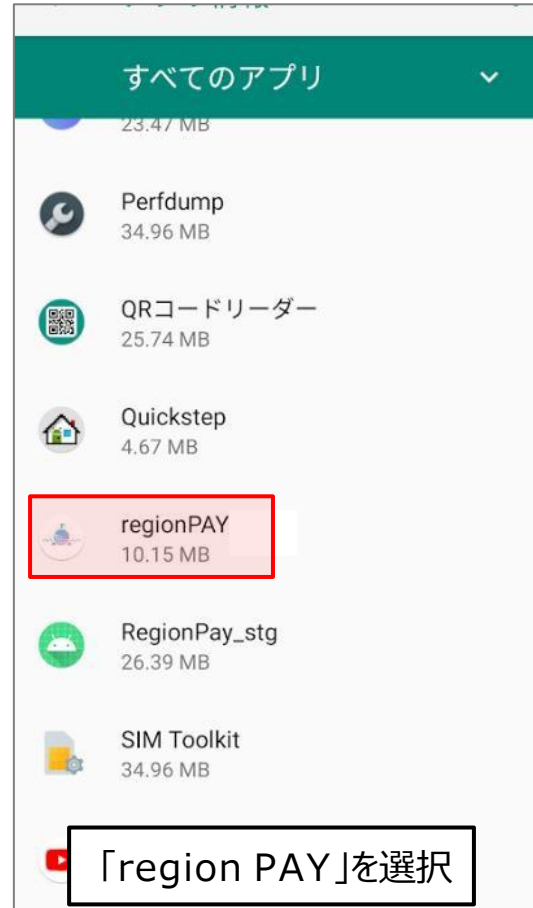 すべてのアプリ
23.47 MB
Perfdump
34.96 MB
QRコードリーダー
25.74 MB
Quickstep
4.67 MB
regionPAY
10.15 MB
RegionPay_stg
26.39 MB
SIM Toolkit
34.96 MB
「region PAY」を選択